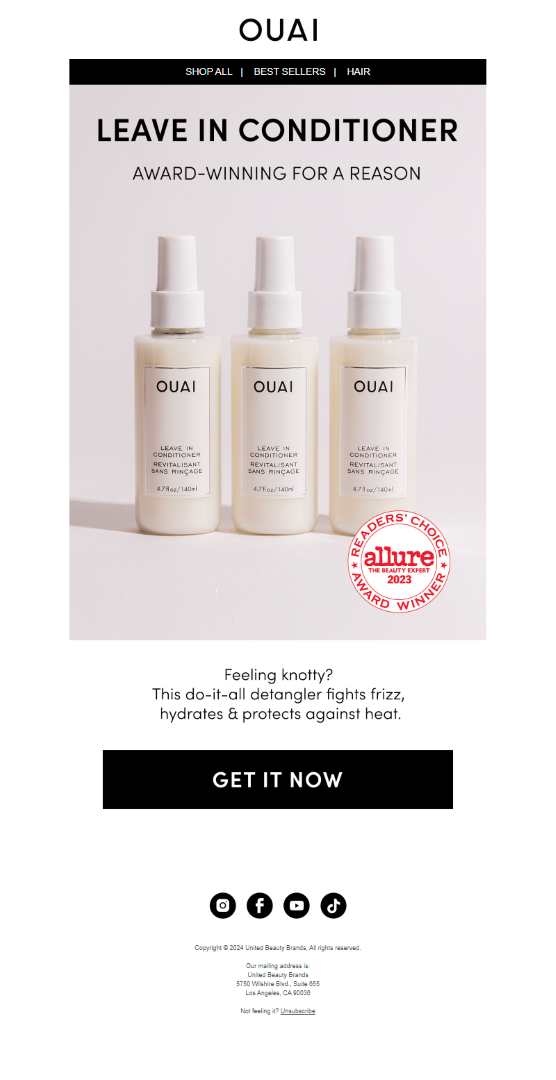 OUAI
SHOP ALL | BEST SELLERS | HAIR
LEAVE IN CONDITIONER
AWARD-WINNING FOR A REASON
OUAI
LEAVE IN
CONDITIONER
REVITALISANT
SANS RINÇAGE
4.7 fl oz/140ml
OUAI
LEAVE IN
CONDITIONER
REVITALISANT
SANS RINÇAGE
4.7 fl oz/140ml
OUAI
LEAVE IN
CONDITIONER
REVITALISANT
SANS RINÇAGE
4.7 fl oz/140ml
READERS' CHOICE
allure
THE BEAUTY EXPERT
2023
AWARD WINNER
Feeling knotty?
This do-it-all detangler fights frizz,
hydrates & protects against heat.
GET IT NOW
Copyright © 2024 United Beauty Brands, All rights reserved.
Our mailing address is:
United Beauty Brands
5750 Wilshire Blvd., Suite 655
Los Angeles, CA 90036
Not feeling it? Unsubscribe